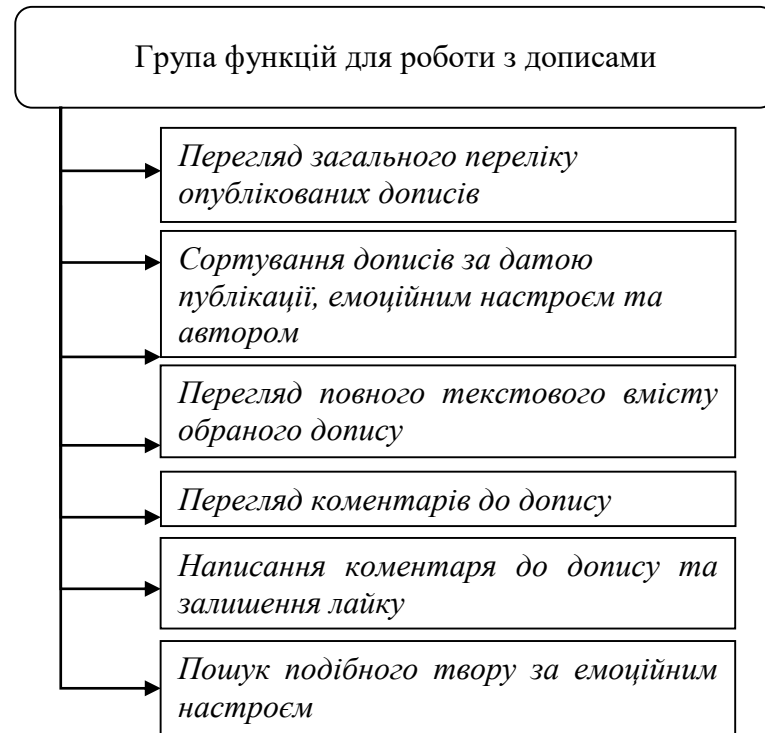 Група функцій для роботи з дописами
Перегляд загального переліку
опублікованих дописів
Сортування дописів за датою
публікації, емоційним настроєм та
автором
Перегляд повного текстового вмісту
обраного допису
Перегляд коментарів до допису
Написання коментаря до допису та
залишення лайку
Пошук подібного твору за емоційним
настроєм